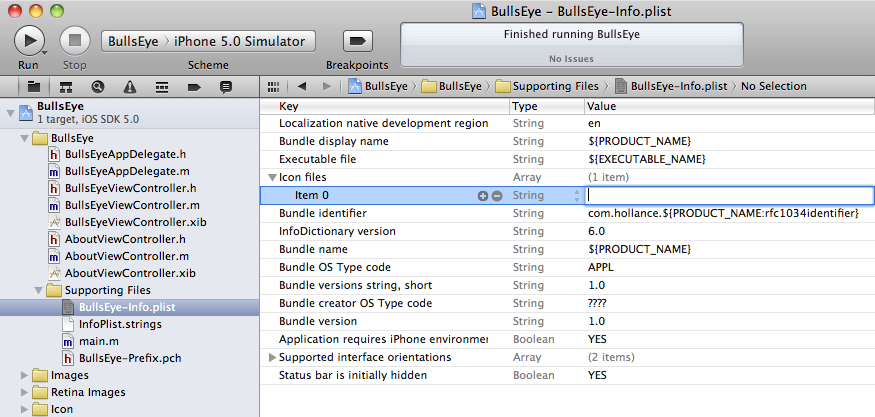 BullsEye – BullsEye-Info.plist
Run
Stop
BullsEye
iPhone 5.0 Simulator
Scheme
Breakpoints
Finished running BullsEye
No Issues
BullsEye
BullsEye
Supporting Files
BullsEye-Info.plist
No Selection
BullsEye
1 target, iOS SDK 5.0
BullsEye
h BullsEyeAppDelegate.h
m BullsEyeAppDelegate.m
h BullsEyeViewController.h
m BullsEyeViewController.m
BullsEyeViewController.xib
h AboutViewController.h
m AboutViewController.m
AboutViewController.xib
Supporting Files
BullsEye-Info.plist
InfoPlist.strings
m main.m
h BullsEye-Prefix.pch
Images
Retina Images
Icon
Key Type Value
Localization native development region String en
Bundle display name String ${PRODUCT_NAME}
Executable file String ${EXECUTABLE_NAME}
Icon files Array (1 item)
Item 0 String
Bundle identifier String com.hollance.${PRODUCT_NAME:rfc1034identifier}
InfoDictionary version String 6.0
Bundle name String ${PRODUCT_NAME}
Bundle OS Type code String APPL
Bundle versions string, short String 1.0
Bundle creator OS Type code String ????
Bundle version String 1.0
Application requires iPhone environmen Boolean YES
Supported interface orientations Array (2 items)
Status bar is initially hidden Boolean YES